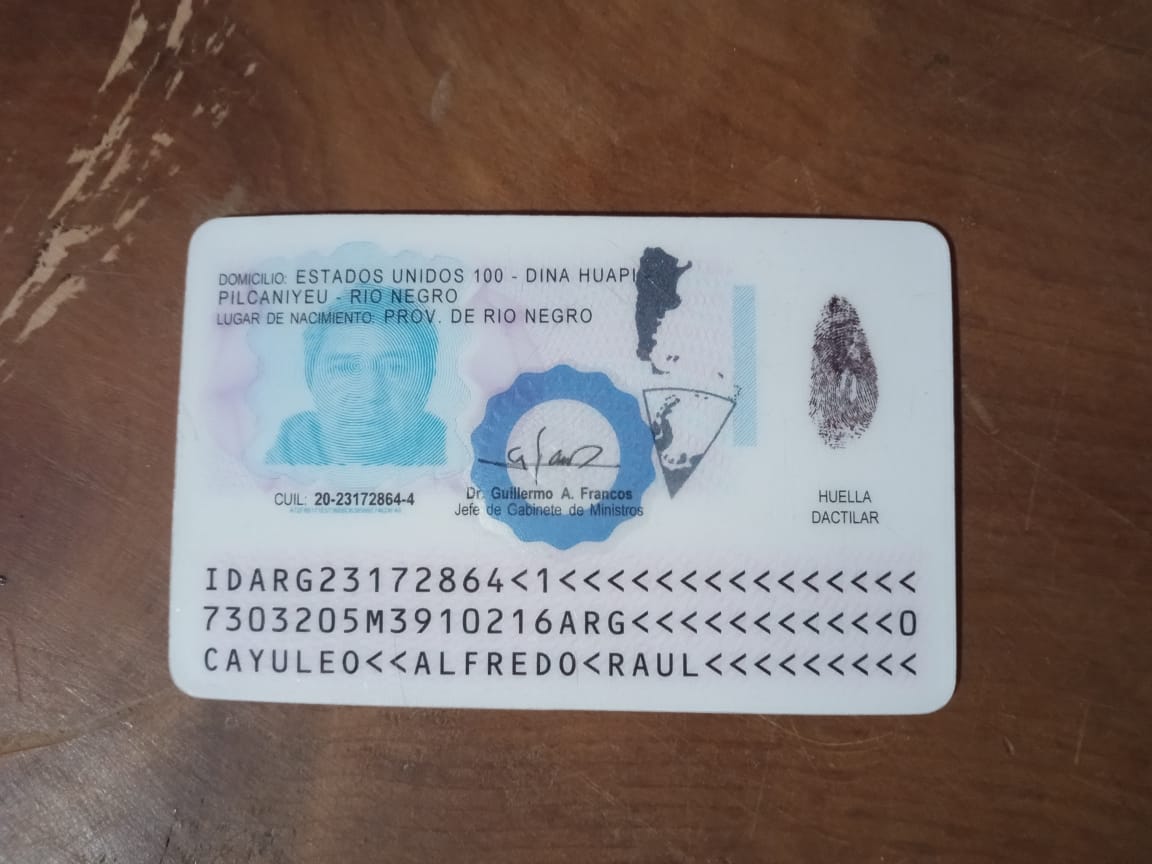 DOMICILIO: ESTADOS UNIDOS 100 - DINA HUAPI -
PILCANIYEU - RIO NEGRO
LUGAR DE NACIMIENTO: PROV. DE RIO NEGRO
CUIL: 20-23172864-4
Dr. Guillermo A. Francos
Jefe de Gabinete de Ministros
HUELLA
DACTILAR
IDARG23172864<1<<<<<<<<<<<<<<<
7303205M3910216ARG<<<<<<<<<<<0
CAYULEO<<ALFREDO<RAUL<<<<<<<<<